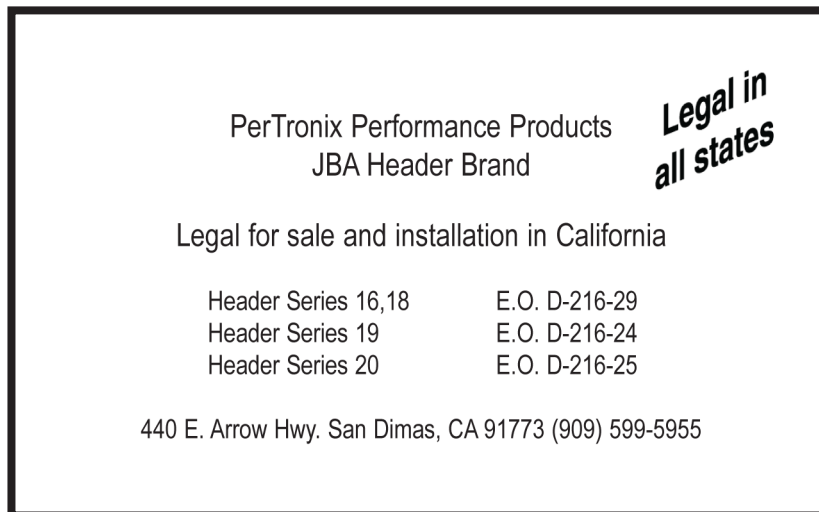 Legal in
all states
PerTronix Performance Products
JBA Header Brand
Legal for sale and installation in California
Header Series 16,18 E.O. D-216-29
Header Series 19 E.O. D-216-24
Header Series 20 E.O. D-216-25
440 E. Arrow Hwy. San Dimas, CA 91773 (909) 599-5955